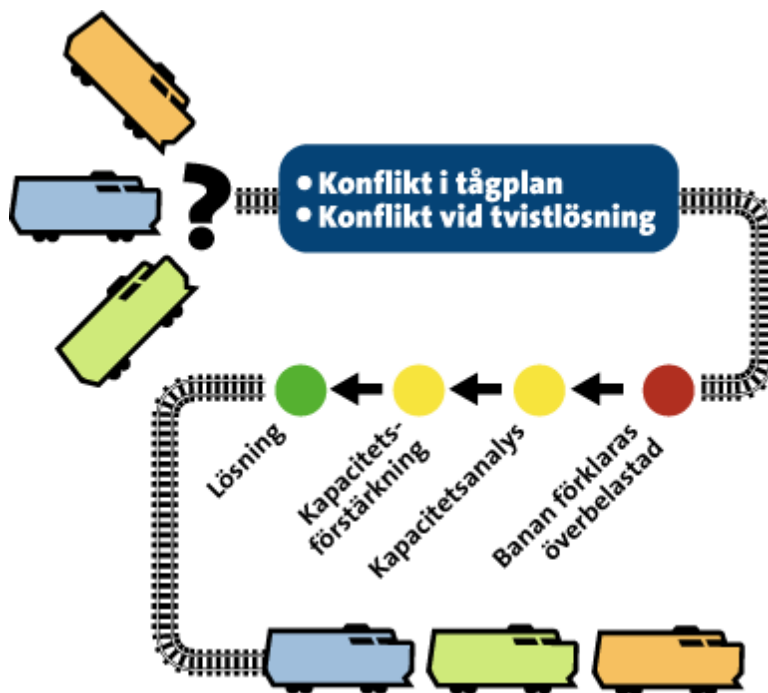 ?
• Konflikt i tågplan
• Konflikt vid tvistlösning
Lösning
Kapacitets-
förstärkning
Kapacitetsanalys
Banan förklaras
överbelastad